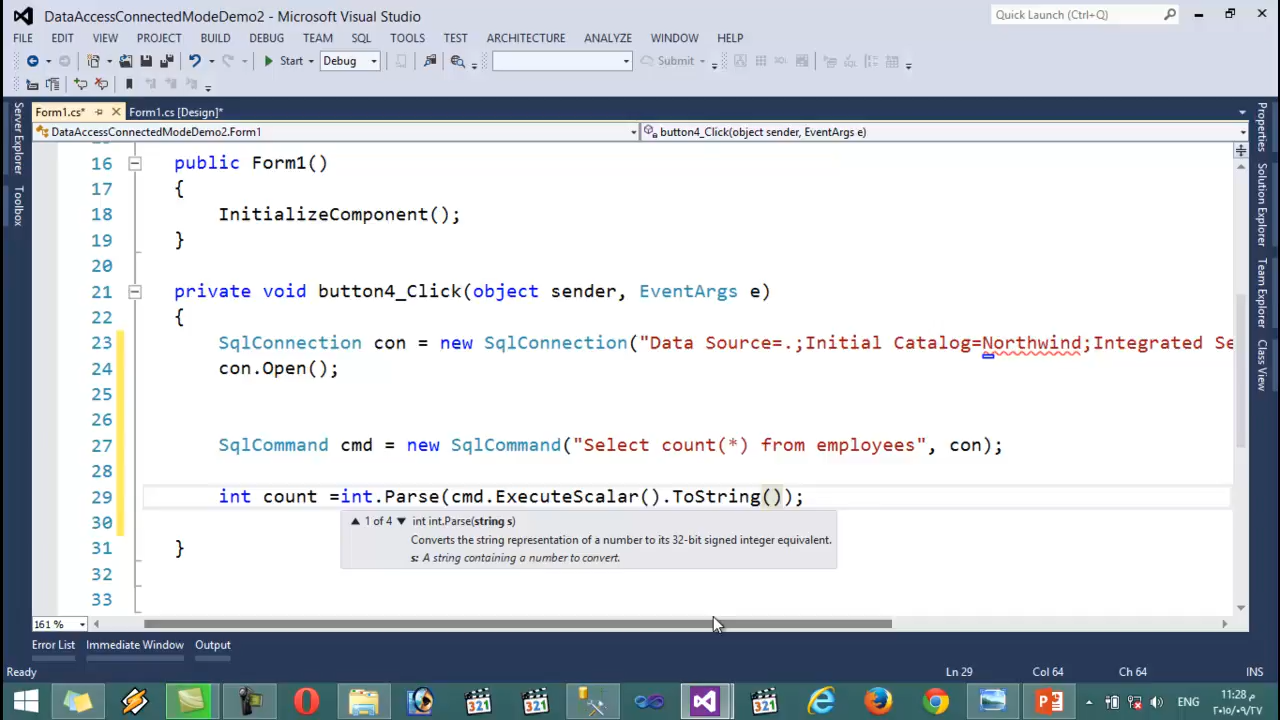 DataAccessConnectedModeDemo2 - Microsoft Visual Studio
Quick Launch (Ctrl+Q)
FILE EDIT VIEW PROJECT BUILD DEBUG TEAM SQL TOOLS TEST ARCHITECTURE ANALYZE WINDOW HELP
Start Debug Submit
Form1.cs* Form1.cs [Design]*
DataAccessConnectedModeDemo2.Form1 button4_Click(object sender, EventArgs e)
Server Explorer
Toolbox
Properties
Solution Explorer
Team Explorer
Class View
16 public Form1()
17 {
18 InitializeComponent();
19 }
20
21 private void button4_Click(object sender, EventArgs e)
22 {
23 SqlConnection con = new SqlConnection("Data Source=.;Initial Catalog=Northwind;Integrated Se
24 con.Open();
25
26
27 SqlCommand cmd = new SqlCommand("Select count(*) from employees", con);
28
29 int count =int.Parse(cmd.ExecuteScalar().ToString());
▲ 1 of 4 ▼ int int.Parse(string s)
Converts the string representation of a number to its 32-bit signed integer equivalent.
s: A string containing a number to convert.
30
31 }
32
33
161 %
Error List Immediate Window Output
Ready Ln 29 Col 64 Ch 64 INS
321 321 321
ENG
11:28 م
٢٠١٥/٠٩/٢٧